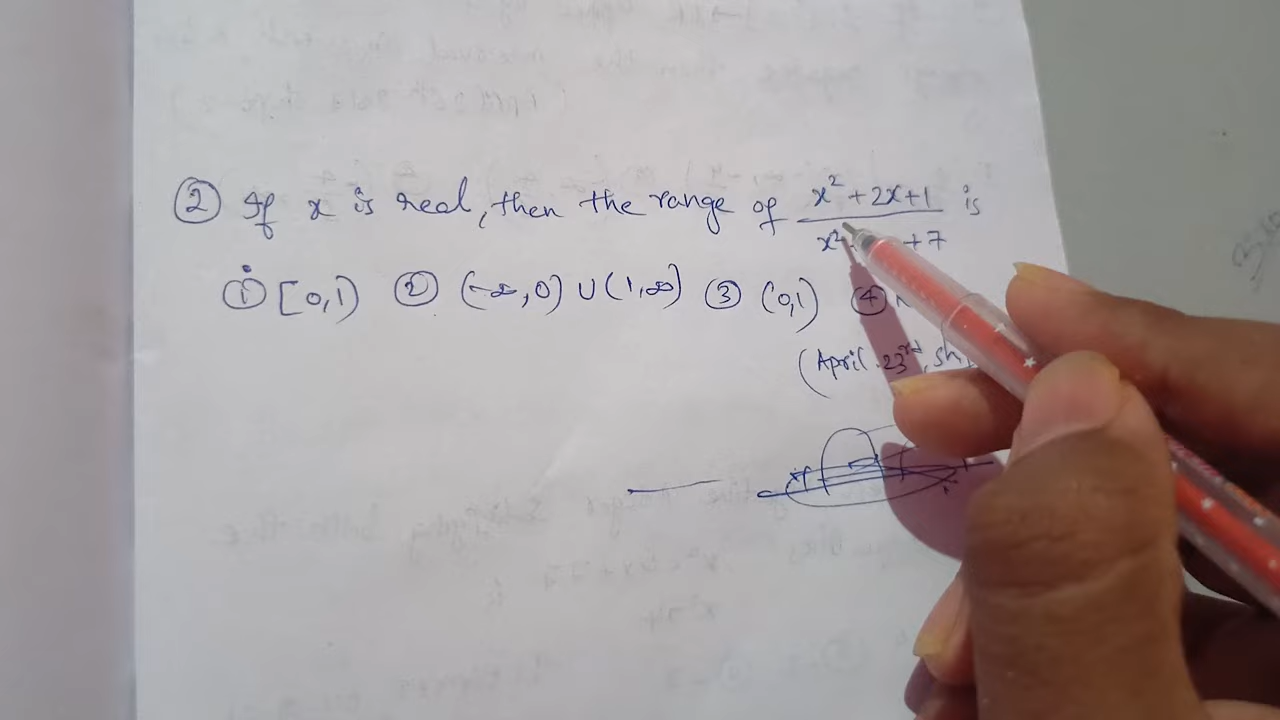 ② If x is real, then the range of (x² + 2x + 1)/(x² + 7) is
① [0, 1) ② (-∞, 0) ∪ (1, ∞) ③ (0, 1) ④
(April 23rd, sh